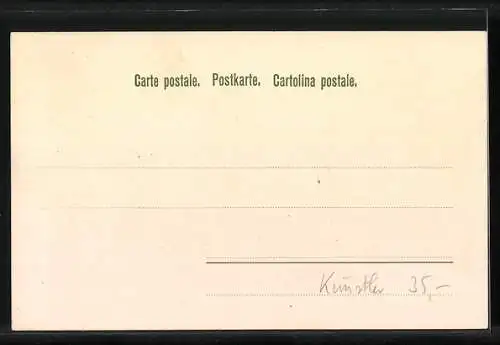 Carte postale. Postkarte. Cartolina postale.
Künstler 35,-